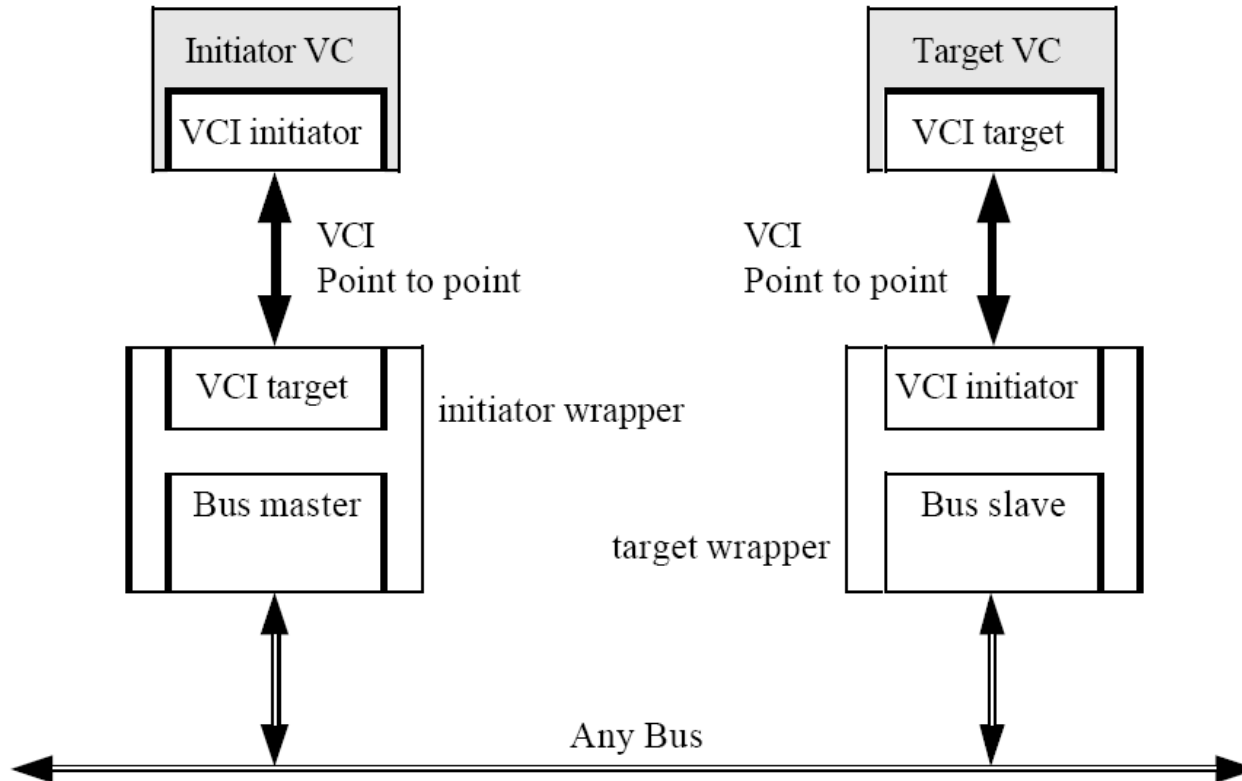 Initiator VC
VCI initiator
Target VC
VCI target
VCI
Point to point
VCI
Point to point
VCI target
initiator wrapper
Bus master
VCI initiator
Bus slave
target wrapper
Any Bus